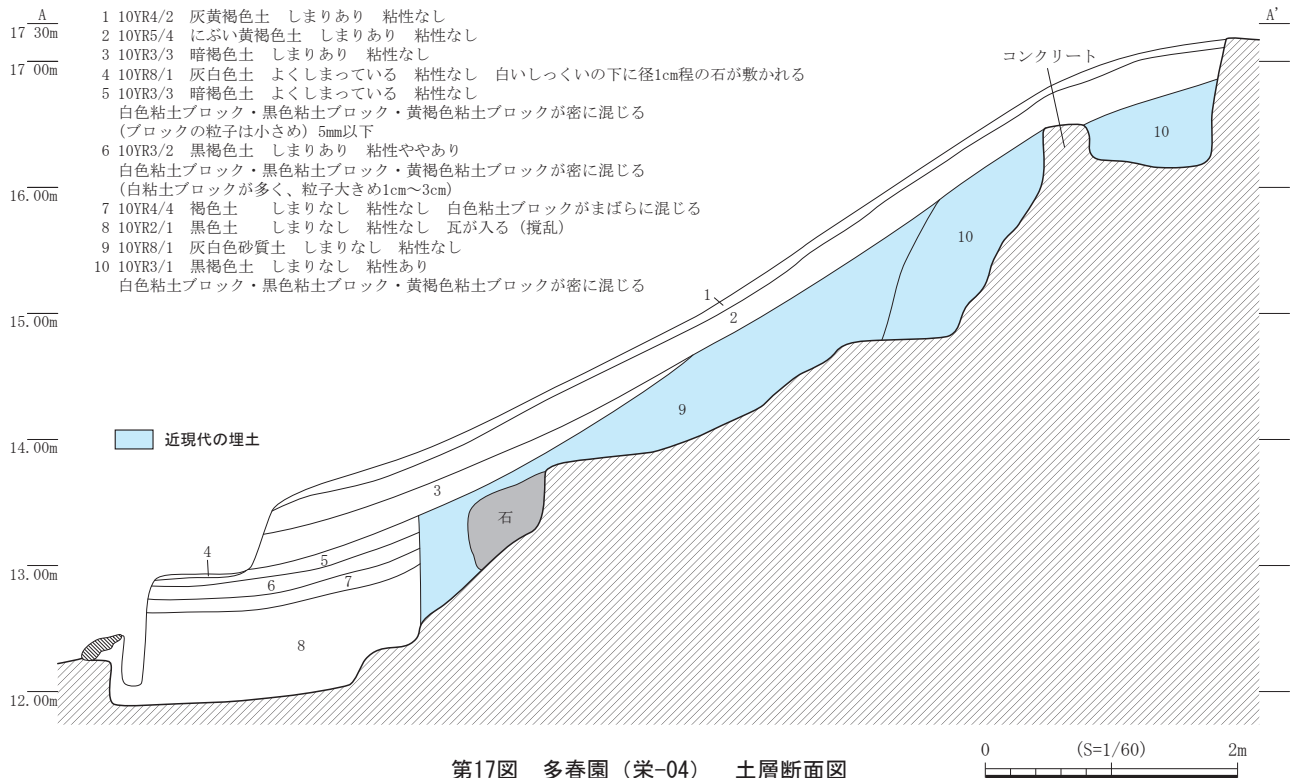 A
17 30m
17 00m
16.00m
15.00m
14.00m
13.00m
12.00m
1 10YR4/2 灰黄褐色土 しまりあり 粘性なし
2 10YR5/4 にぶい黄褐色土 しまりあり 粘性なし
3 10YR3/3 暗褐色土 しまりあり 粘性なし
4 10YR8/1 灰白色土 よくしまっている 粘性なし 白いしっくいの下に径1cm程の石が敷かれる
5 10YR3/3 暗褐色土 よくしまっている 粘性なし
白色粘土ブロック・黒色粘土ブロック・黄褐色粘土ブロックが密に混じる
(ブロックの粒子は小さめ) 5mm以下
6 10YR3/2 黒褐色土 しまりあり 粘性ややあり
白色粘土ブロック・黒色粘土ブロック・黄褐色粘土ブロックが密に混じる
(白粘土ブロックが多く、粒子大きめ1cm～3cm)
7 10YR4/4 褐色土 しまりなし 粘性なし 白色粘土ブロックがまばらに混じる
8 10YR2/1 黒色土 しまりなし 粘性なし 瓦が入る (撹乱)
9 10YR8/1 灰白色砂質土 しまりなし 粘性なし
10 10YR3/1 黒褐色土 しまりなし 粘性あり
白色粘土ブロック・黒色粘土ブロック・黄褐色粘土ブロックが密に混じる
A'
コンクリート
10
10
1
2
9
近現代の埋土
3
石
4
5
6
7
8
第17図 多春園 (栄-04) 土層断面図
0 (S=1/60) 2m